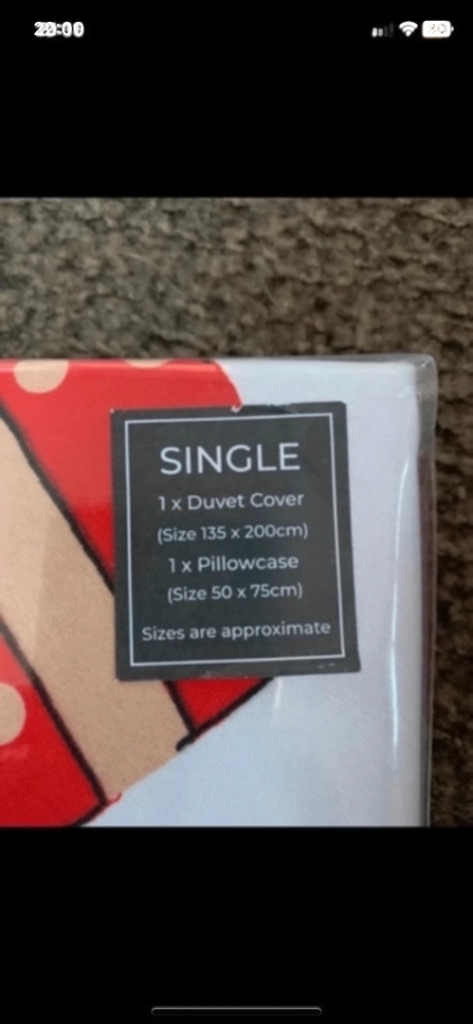 SINGLE
1 x Duvet Cover
(Size 135 x 200cm)
1 x Pillowcase
(Size 50 x 75cm)
Sizes are approximate